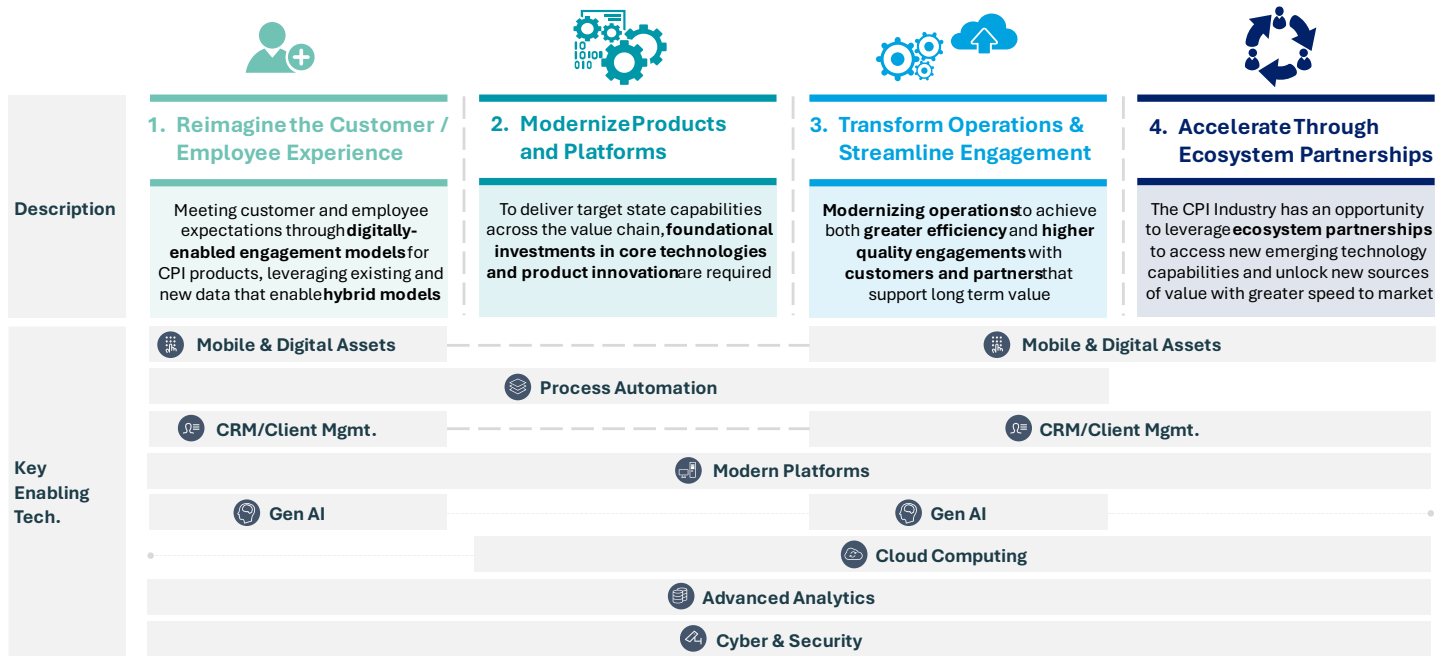 10
0101
010
1. Reimagine the Customer /
Employee Experience
2. Modernize Products
and Platforms
3. Transform Operations &
Streamline Engagement
4. Accelerate Through
Ecosystem Partnerships
Description
Meeting customer and employee
expectations through digitally-
enabled engagement models for
CPI products, leveraging existing and
new data that enable hybrid models
To deliver target state capabilities
across the value chain, foundational
investments in core technologies
and product innovation are required
Modernizing operations to achieve
both greater efficiency and higher
quality engagements with
customers and partners that
support long term value
The CPI Industry has an opportunity
to leverage ecosystem partnerships
to access new emerging technology
capabilities and unlock new sources
of value with greater speed to market
Key
Enabling
Tech.
Mobile & Digital Assets
Mobile & Digital Assets
Process Automation
CRM/Client Mgmt.
CRM/Client Mgmt.
Modern Platforms
Gen AI
Gen AI
Cloud Computing
Advanced Analytics
Cyber & Security